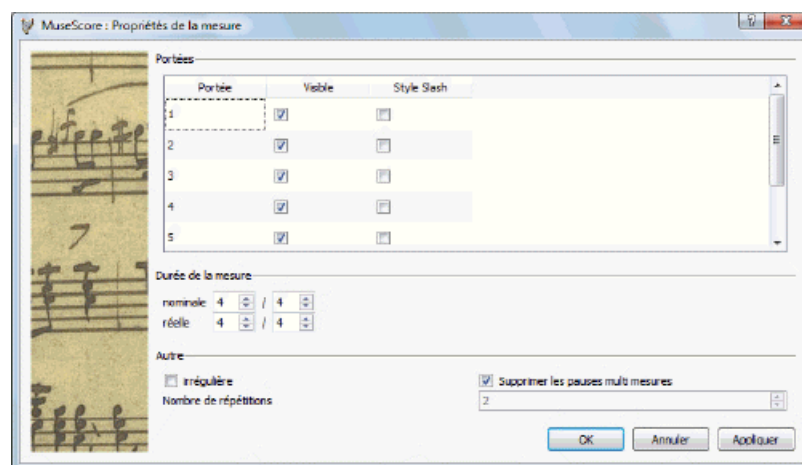 MuseScore : Propriétés de la mesure
Portées
Portée Visible Style Slash
1
2
3
4
5
Durée de la mesure
nominale 4 / 4
réelle 4 / 4
Autre
irrégulière
Supprimer les pauses multi mesures
Nombre de répétitions 2
OK Annuler Appliquer